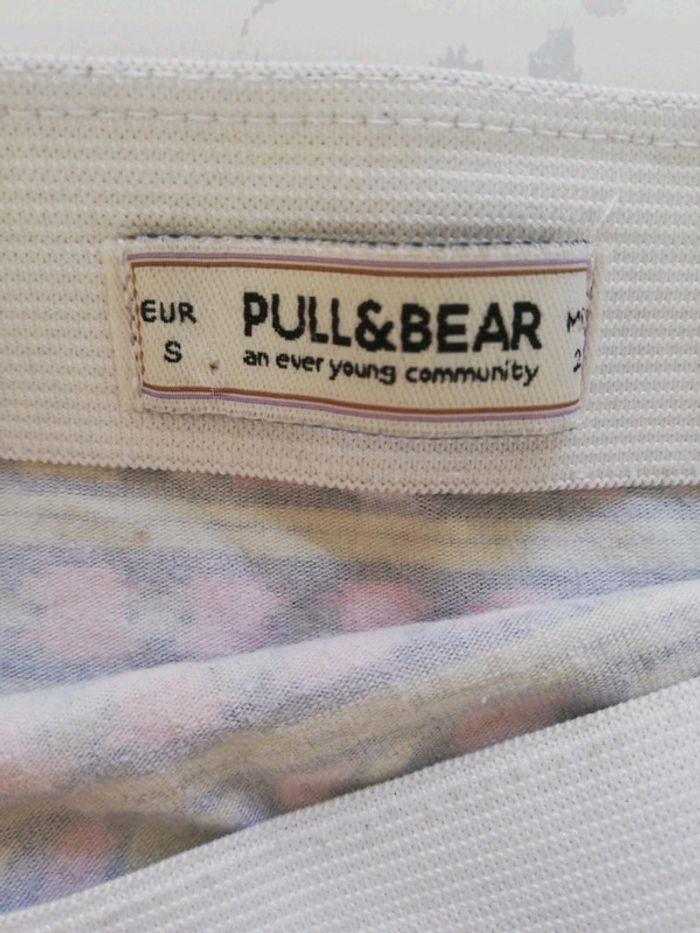 EUR
S
PULL&BEAR
an ever young community